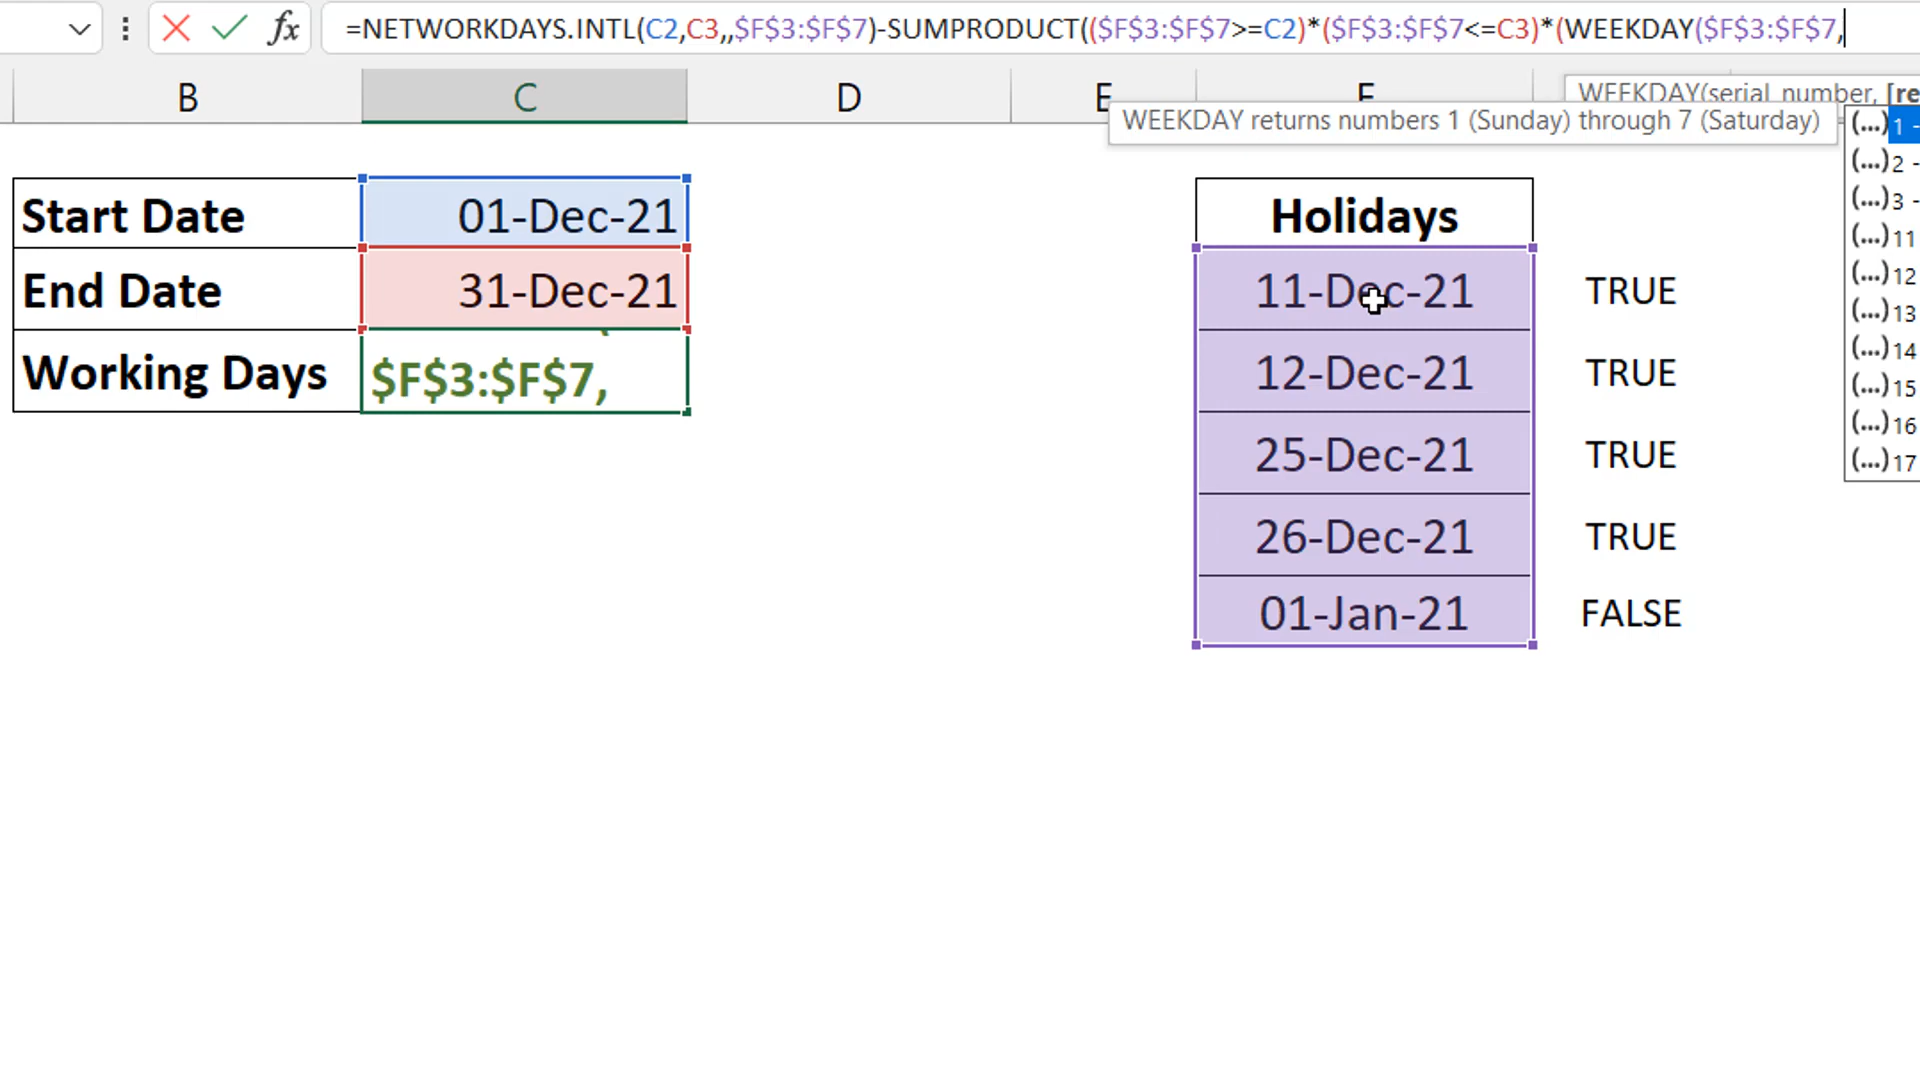 fx =NETWORKDAYS.INTL(C2,C3,,$F$3:$F$7)-SUMPRODUCT(($F$3:$F$7>=C2)*($F$3:$F$7<=C3)*(WEEKDAY($F$3:$F$7,
B C D E F
WEEKDAY(serial_number, [re
WEEKDAY returns numbers 1 (Sunday) through 7 (Saturday)
(...) 1 -
(...) 2 -
(...) 3 -
(...) 11
(...) 12
(...) 13
(...) 14
(...) 15
(...) 16
(...) 17
Start Date 01-Dec-21
End Date 31-Dec-21
Working Days $F$3:$F$7,
Holidays
11-Dec-21 TRUE
12-Dec-21 TRUE
25-Dec-21 TRUE
26-Dec-21 TRUE
01-Jan-21 FALSE